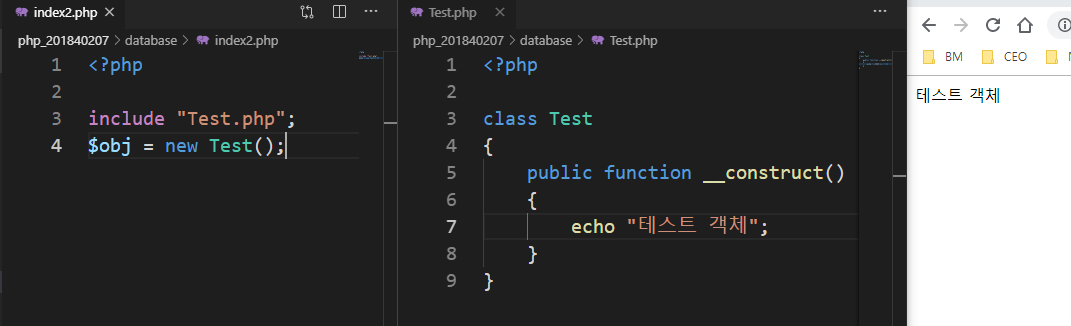 index2.php
php_201840207 > database > index2.php
1 <?php
2
3 include "Test.php";
4 $obj = new Test();
Test.php
php_201840207 > database > Test.php
1 <?php
2
3 class Test
4 {
5 public function __construct()
6 {
7 echo "테스트 객체";
8 }
9 }
BM CEO
테스트 객체